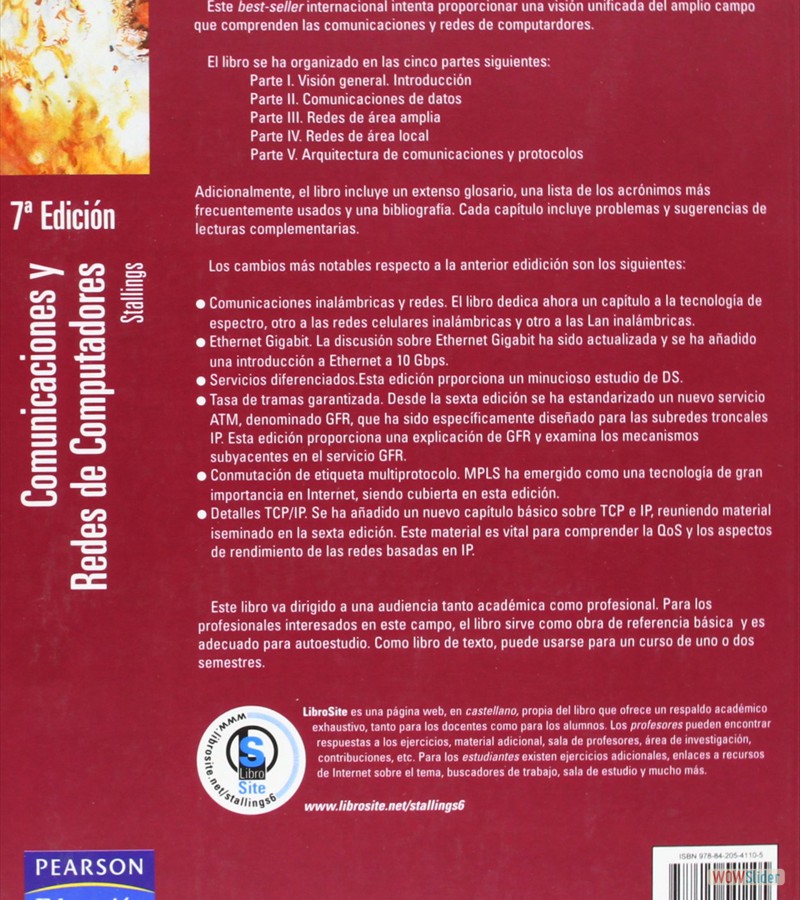 Este best-seller internacional intenta proporcionar una visión unificada del amplio campo
que comprenden las comunicaciones y redes de computardores.
El libro se ha organizado en las cinco partes siguientes:
Parte I. Visión general. Introducción
Parte II. Comunicaciones de datos
Parte III. Redes de área amplia
Parte IV. Redes de área local
Parte V. Arquitectura de comunicaciones y protocolos
Adicionalmente, el libro incluye un extenso glosario, una lista de los acrónimos más
frecuentemente usados y una bibliografía. Cada capítulo incluye problemas y sugerencias de
lecturas complementarias.
Los cambios más notables respecto a la anterior edidición son los siguientes:
● Comunicaciones inalámbricas y redes. El libro dedica ahora un capítulo a la tecnología de
espectro, otro a las redes celulares inalámbricas y otro a las Lan inalámbricas.
● Ethernet Gigabit. La discusión sobre Ethernet Gigabit ha sido actualizada y se ha añadido
una introducción a Ethernet a 10 Gbps.
● Servicios diferenciados.Esta edición prporciona un minucioso estudio de DS.
● Tasa de tramas garantizada. Desde la sexta edición se ha estandarizado un nuevo servicio
ATM, denominado GFR, que ha sido específicamente diseñado para las subredes troncales
IP. Esta edición proporciona una explicación de GFR y examina los mecanismos
subyacentes en el servicio GFR.
● Conmutación de etiqueta multiprotocolo. MPLS ha emergido como una tecnología de gran
importancia en Internet, siendo cubierta en esta edición.
● Detalles TCP/IP. Se ha añadido un nuevo capítulo básico sobre TCP e IP, reuniendo material
iseminado en la sexta edición. Este material es vital para comprender la QoS y los aspectos
de rendimiento de las redes basadas en IP.
Este libro va dirigido a una audiencia tanto académica como profesional. Para los
profesionales interesados en este campo, el libro sirve como obra de referencia básica y es
adecuado para autoestudio. Como libro de texto, puede usarse para un curso de uno o dos
semestres.
LibroSite es una página web, en castellano, propia del libro que ofrece un respaldo académico
exhaustivo, tanto para los docentes como para los alumnos. Los profesores pueden encontrar
respuestas a los ejercicios, material adicional, sala de profesores, área de investigación,
contribuciones, etc. Para los estudiantes existen ejercicios adicionales, enlaces a recursos
de Internet sobre el tema, buscadores de trabajo, sala de estudio y mucho más.
www.librosite.net/stallings6
www.librosite.net/stallings6
S
Libro
Site
7ª Edición
Comunicaciones y
Redes de Computadores
Stallings
PEARSON
ISBN 978-84-205-4110-5
WOWSlider